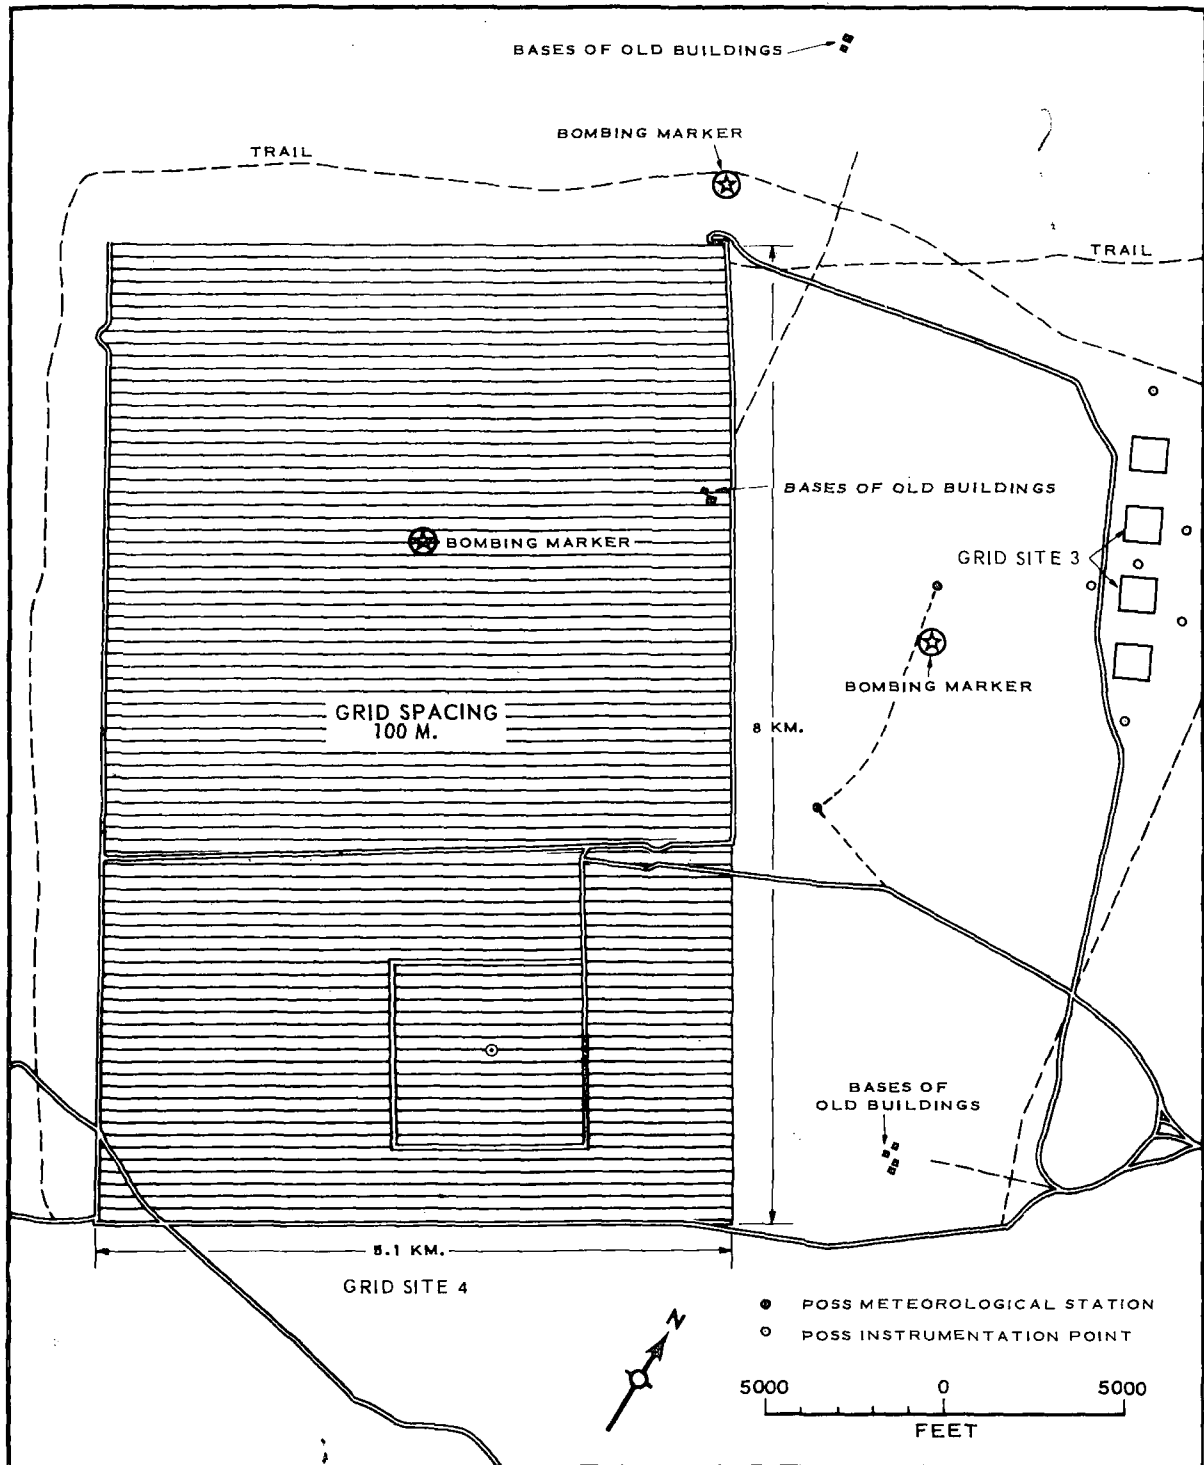 BASES OF OLD BUILDINGS
BOMBING MARKER
TRAIL
TRAIL
BASES OF OLD BUILDINGS
BOMBING MARKER
GRID SITE 3
BOMBING MARKER
GRID SPACING
100 M.
8 KM.
BASES OF
OLD BUILDINGS
5.1 KM.
GRID SITE 4
POSS METEOROLOGICAL STATION
POSS INSTRUMENTATION POINT
N
5000 0 5000
FEET